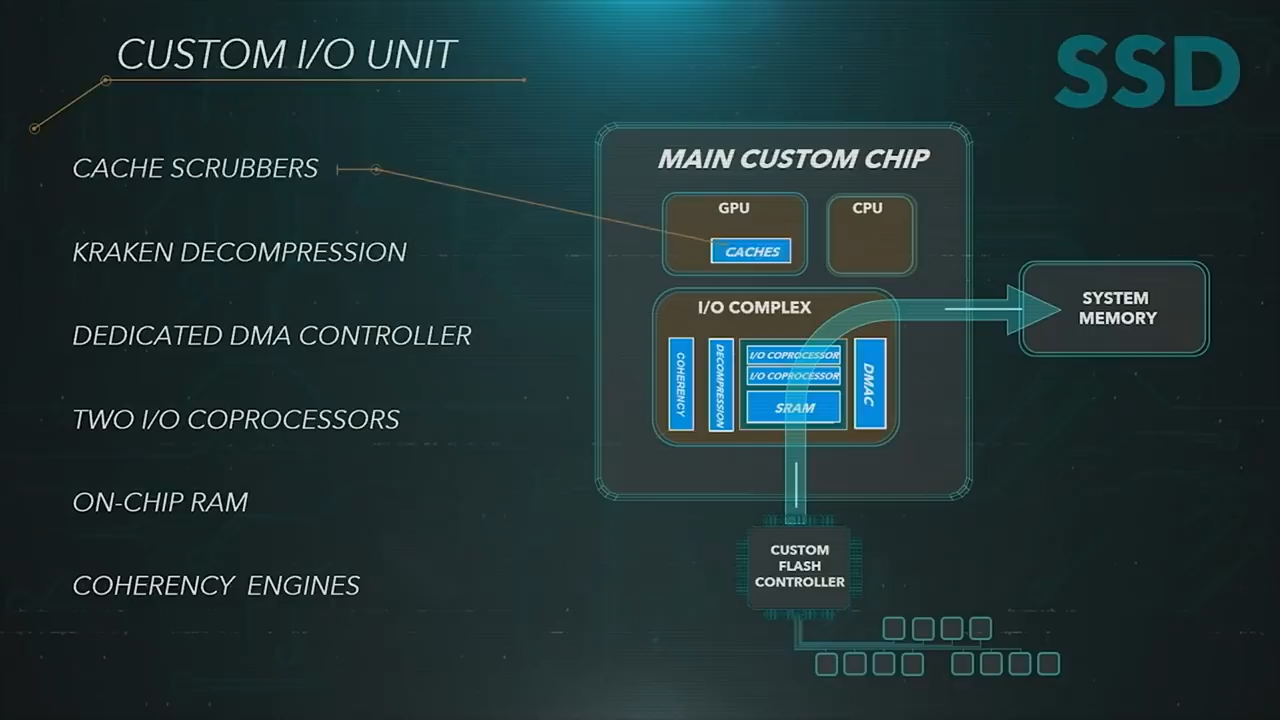 CUSTOM I/O UNIT
SSD
CACHE SCRUBBERS
KRAKEN DECOMPRESSION
DEDICATED DMA CONTROLLER
TWO I/O COPROCESSORS
ON-CHIP RAM
COHERENCY ENGINES
MAIN CUSTOM CHIP
GPU
CACHES
CPU
I/O COMPLEX
COHERENCY
DECOMPRESSION
I/O COPROCESSOR
I/O COPROCESSOR
SRAM
DMAC
SYSTEM
MEMORY
CUSTOM
FLASH
CONTROLLER